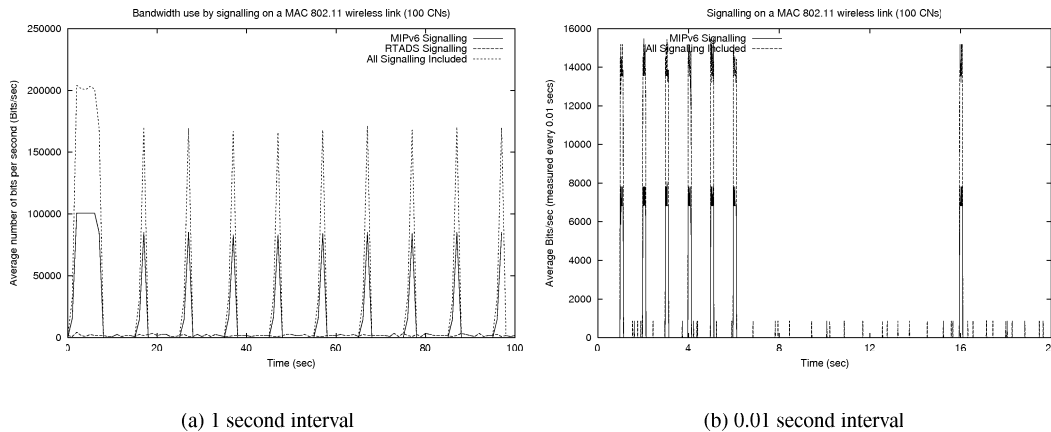 Bandwidth use by signalling on a MAC 802.11 wireless link (100 CNs)
250000
200000
150000
100000
50000
0
Average number of bits per second (Bits/sec)
MIPv6 Signalling
RTADS Signalling
All Signalling Included
0 20 40 60 80 100
Time (sec)
(a) 1 second interval
Signalling on a MAC 802.11 wireless link (100 CNs)
16000
14000
12000
10000
8000
6000
4000
2000
0
Average Bits/sec (measured every 0.01 secs)
MIPv6 Signalling
All Signalling Included
0 4 8 12 16
Time (sec)
(b) 0.01 second interval